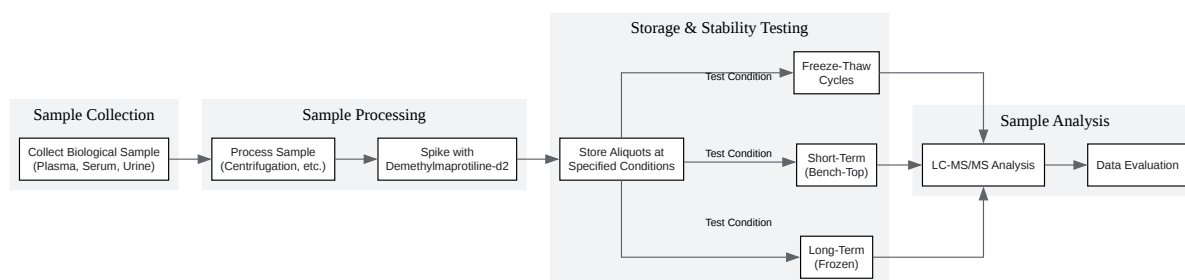 Storage & Stability Testing
Sample Collection
Collect Biological Sample
(Plasma, Serum, Urine)
Sample Processing
Process Sample
(Centrifugation, etc.)
Spike with
Demethylmaprotiline-d2
Store Aliquots at
Specified Conditions
Test Condition
Freeze-Thaw
Cycles
Test Condition
Short-Term
(Bench-Top)
Test Condition
Long-Term
(Frozen)
Sample Analysis
LC-MS/MS Analysis
Data Evaluation